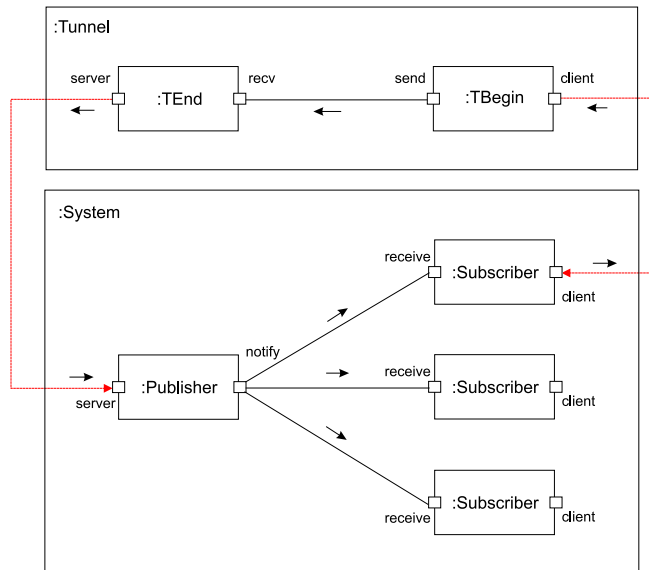 :Tunnel
server
recv
send
client
:TEnd
:TBegin
:System
receive
:Subscriber
client
notify
receive
:Publisher
:Subscriber
server
client
:Subscriber
receive
client